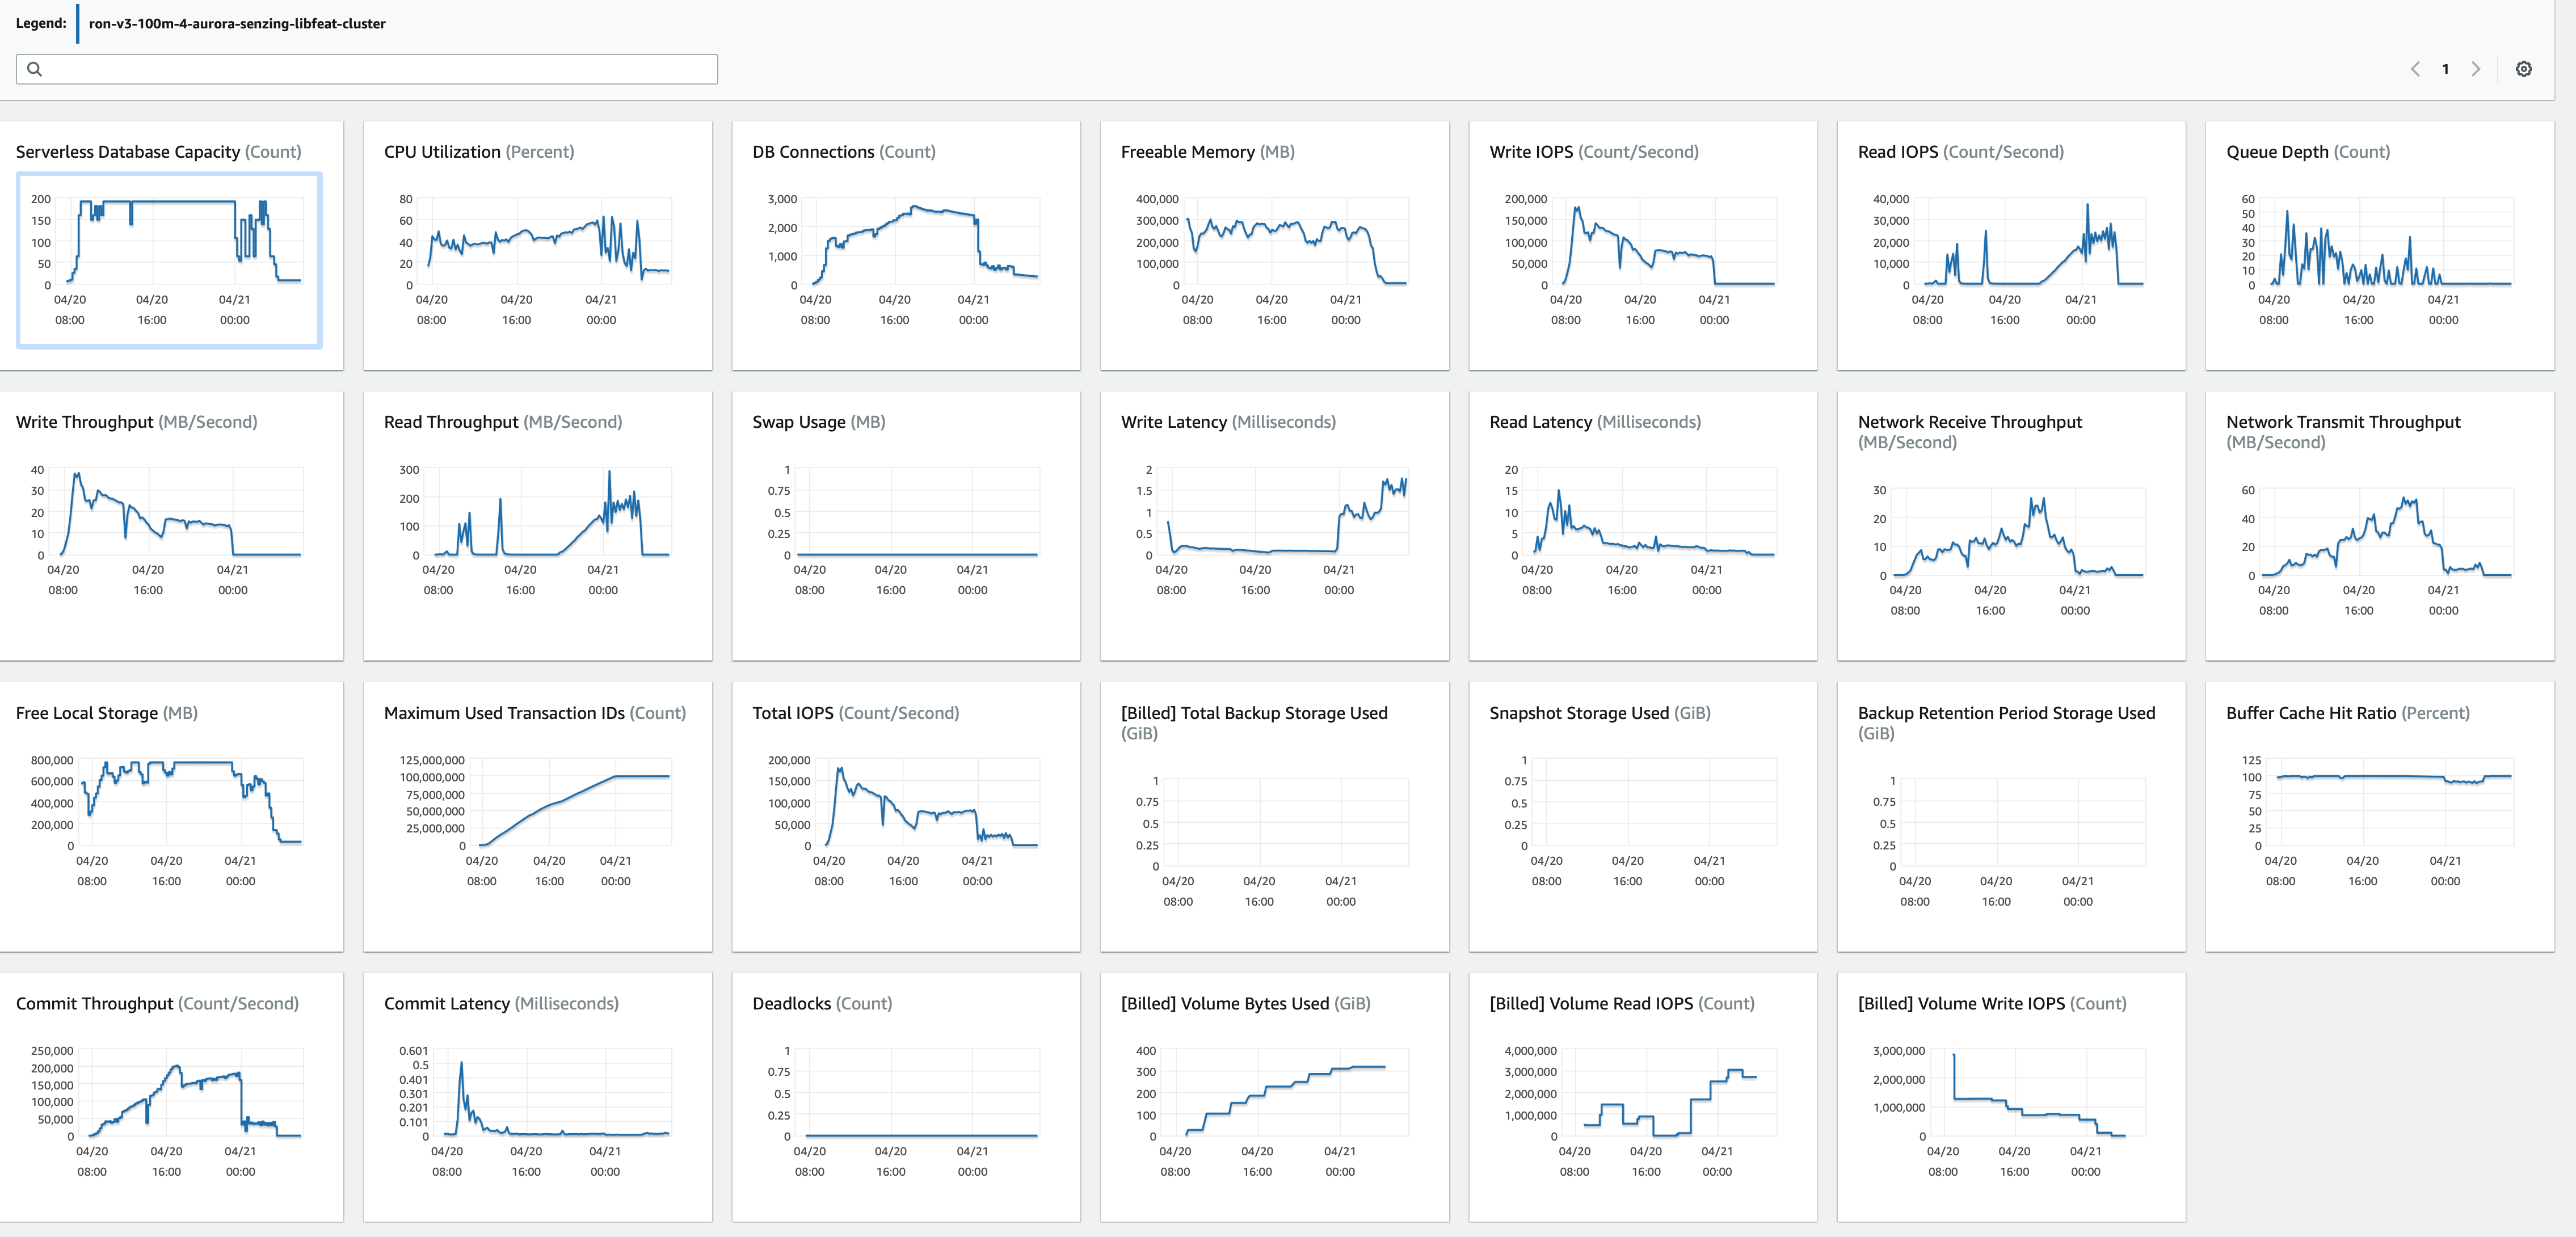 Legend: ron-v3-100m-4-aurora-senzing-libfeat-cluster
1
Serverless Database Capacity (Count)
200
150
100
50
0
04/20 04/20 04/21
08:00 16:00 00:00
CPU Utilization (Percent)
80
60
40
20
0
04/20 04/20 04/21
08:00 16:00 00:00
DB Connections (Count)
3,000
2,000
1,000
0
04/20 04/20 04/21
08:00 16:00 00:00
Freeable Memory (MB)
400,000
300,000
200,000
100,000
0
04/20 04/20 04/21
08:00 16:00 00:00
Write IOPS (Count/Second)
200,000
150,000
100,000
50,000
0
04/20 04/20 04/21
08:00 16:00 00:00
Read IOPS (Count/Second)
40,000
30,000
20,000
10,000
0
04/20 04/20 04/21
08:00 16:00 00:00
Queue Depth (Count)
60
50
40
30
20
10
0
04/20 04/20 04/21
08:00 16:00 00:00
Write Throughput (MB/Second)
40
30
20
10
0
04/20 04/20 04/21
08:00 16:00 00:00
Read Throughput (MB/Second)
300
200
100
0
04/20 04/20 04/21
08:00 16:00 00:00
Swap Usage (MB)
1
0.75
0.5
0.25
0
04/20 04/20 04/21
08:00 16:00 00:00
Write Latency (Milliseconds)
2
1.5
1
0.5
0
04/20 04/20 04/21
08:00 16:00 00:00
Read Latency (Milliseconds)
20
15
10
5
0
04/20 04/20 04/21
08:00 16:00 00:00
Network Receive Throughput
(MB/Second)
30
20
10
0
04/20 04/20 04/21
08:00 16:00 00:00
Network Transmit Throughput
(MB/Second)
60
40
20
0
04/20 04/20 04/21
08:00 16:00 00:00
Free Local Storage (MB)
800,000
600,000
400,000
200,000
0
04/20 04/20 04/21
08:00 16:00 00:00
Maximum Used Transaction IDs (Count)
125,000,000
100,000,000
75,000,000
50,000,000
25,000,000
0
04/20 04/20 04/21
08:00 16:00 00:00
Total IOPS (Count/Second)
200,000
150,000
100,000
50,000
0
04/20 04/20 04/21
08:00 16:00 00:00
[Billed] Total Backup Storage Used
(GiB)
1
0.75
0.5
0.25
0
04/20 04/20 04/21
08:00 16:00 00:00
Snapshot Storage Used (GiB)
1
0.75
0.5
0.25
0
04/20 04/20 04/21
08:00 16:00 00:00
Backup Retention Period Storage Used
(GiB)
1
0.75
0.5
0.25
0
04/20 04/20 04/21
08:00 16:00 00:00
Buffer Cache Hit Ratio (Percent)
125
100
75
50
25
0
04/20 04/20 04/21
08:00 16:00 00:00
Commit Throughput (Count/Second)
250,000
200,000
150,000
100,000
50,000
0
04/20 04/20 04/21
08:00 16:00 00:00
Commit Latency (Milliseconds)
0.601
0.5
0.401
0.301
0.201
0.101
0
04/20 04/20 04/21
08:00 16:00 00:00
Deadlocks (Count)
1
0.75
0.5
0.25
0
04/20 04/20 04/21
08:00 16:00 00:00
[Billed] Volume Bytes Used (GiB)
400
300
200
100
0
04/20 04/20 04/21
08:00 16:00 00:00
[Billed] Volume Read IOPS (Count)
4,000,000
3,000,000
2,000,000
1,000,000
0
04/20 04/20 04/21
08:00 16:00 00:00
[Billed] Volume Write IOPS (Count)
3,000,000
2,000,000
1,000,000
0
04/20 04/20 04/21
08:00 16:00 00:00